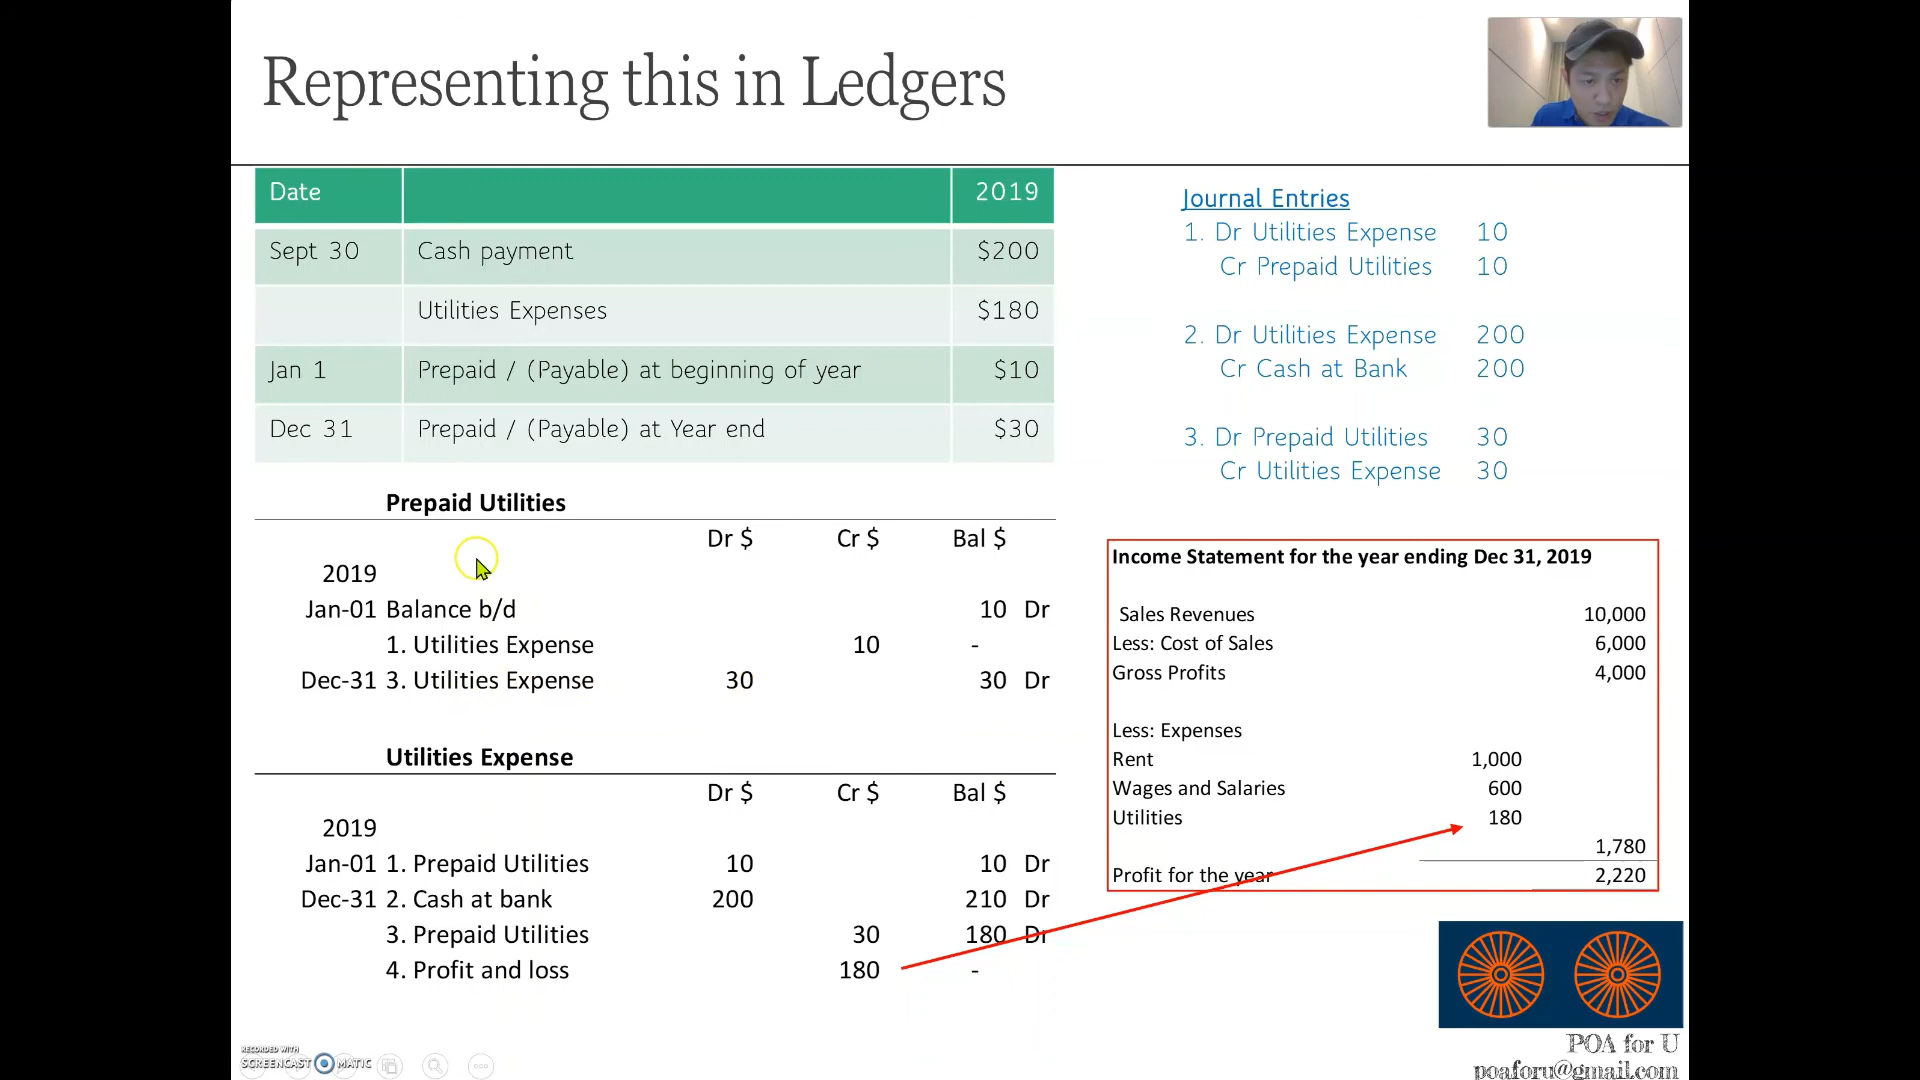 Representing this in Ledgers
Date 2019
Sept 30 Cash payment $200
Utilities Expenses $180
Jan 1 Prepaid / (Payable) at beginning of year $10
Dec 31 Prepaid / (Payable) at Year end $30
Journal Entries
1. Dr Utilities Expense 10
Cr Prepaid Utilities 10
2. Dr Utilities Expense 200
Cr Cash at Bank 200
3. Dr Prepaid Utilities 30
Cr Utilities Expense 30
Prepaid Utilities
Dr $ Cr $ Bal $
2019
Jan-01 Balance b/d 10 Dr
1. Utilities Expense 10 -
Dec-31 3. Utilities Expense 30 30 Dr
Utilities Expense
Dr $ Cr $ Bal $
2019
Jan-01 1. Prepaid Utilities 10 10 Dr
Dec-31 2. Cash at bank 200 210 Dr
3. Prepaid Utilities 30 180 Dr
4. Profit and loss 180 -
Income Statement for the year ending Dec 31, 2019
Sales Revenues 10,000
Less: Cost of Sales 6,000
Gross Profits 4,000
Less: Expenses
Rent 1,000
Wages and Salaries 600
Utilities 180
1,780
Profit for the year 2,220
POA for U
poaforu@gmail.com
RECORDED WITH
SCREENCAST MATIC